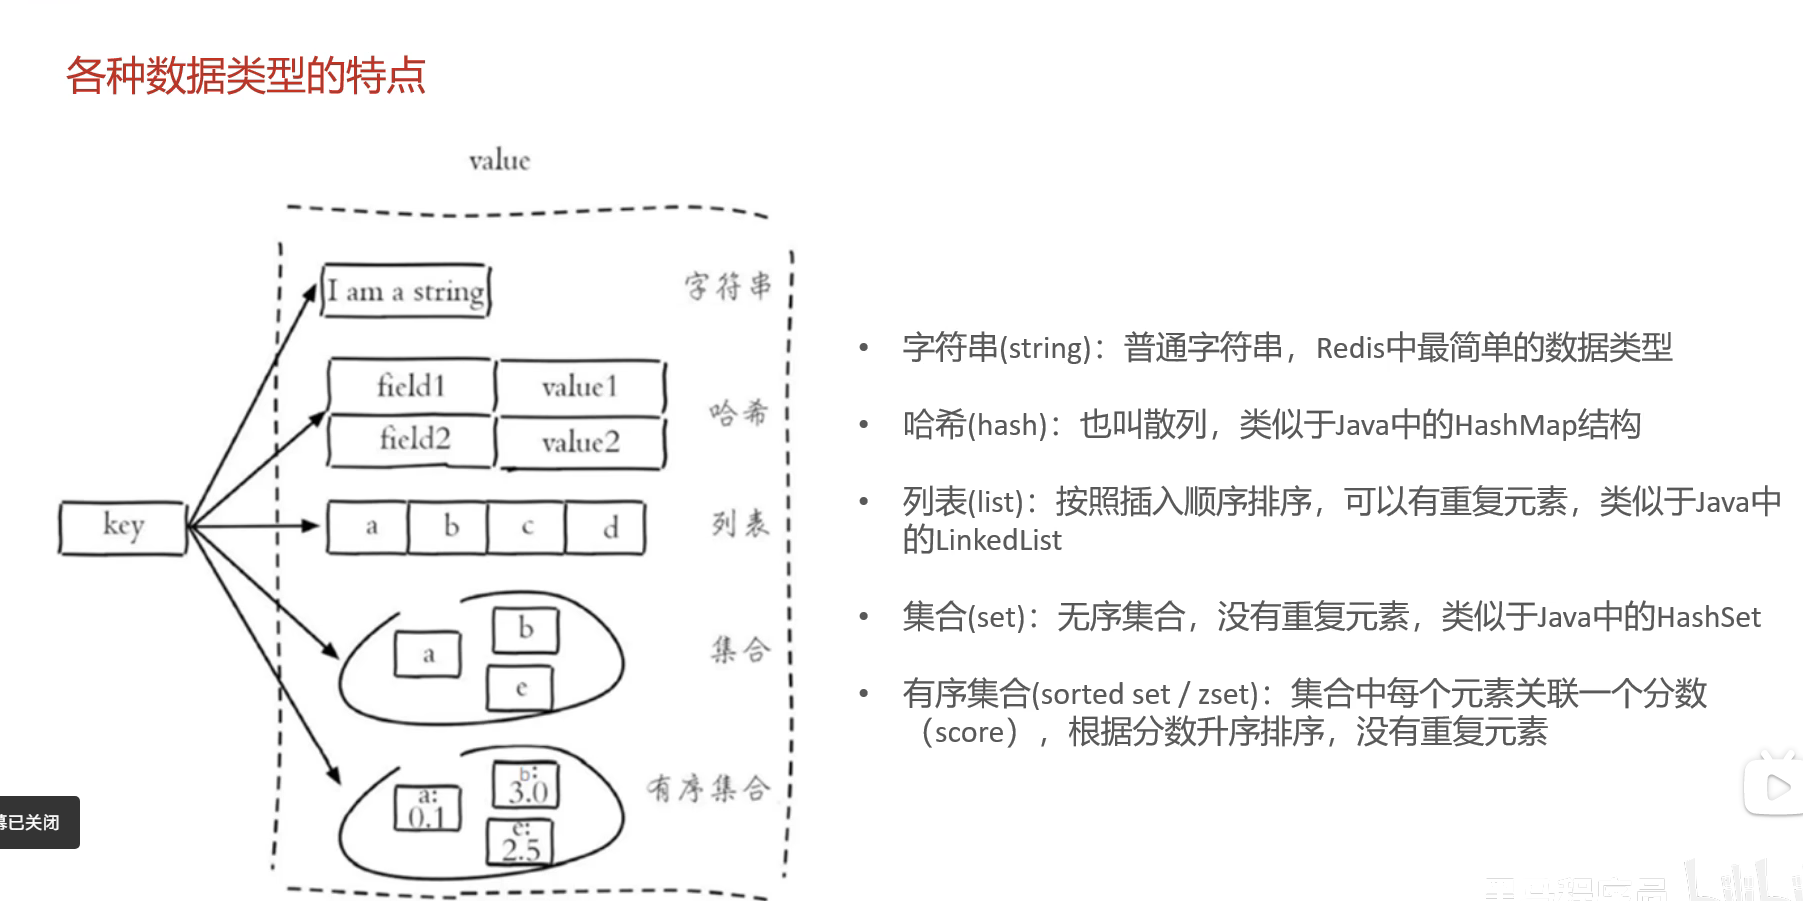 各种数据类型的特点
value
I am a string
字符串
field1
value1
field2
value2
哈希
key
a
b
c
d
列表
a
b
e
集合
a:
0.1
b:
3.0
e:
2.5
有序集合
• 字符串(string)：普通字符串，Redis中最简单的数据类型
• 哈希(hash)：也叫散列，类似于Java中的HashMap结构
• 列表(list)：按照插入顺序排序，可以有重复元素，类似于Java中
的LinkedList
• 集合(set)：无序集合，没有重复元素，类似于Java中的HashSet
• 有序集合(sorted set / zset)：集合中每个元素关联一个分数
（score），根据分数升序排序，没有重复元素
幕已关闭